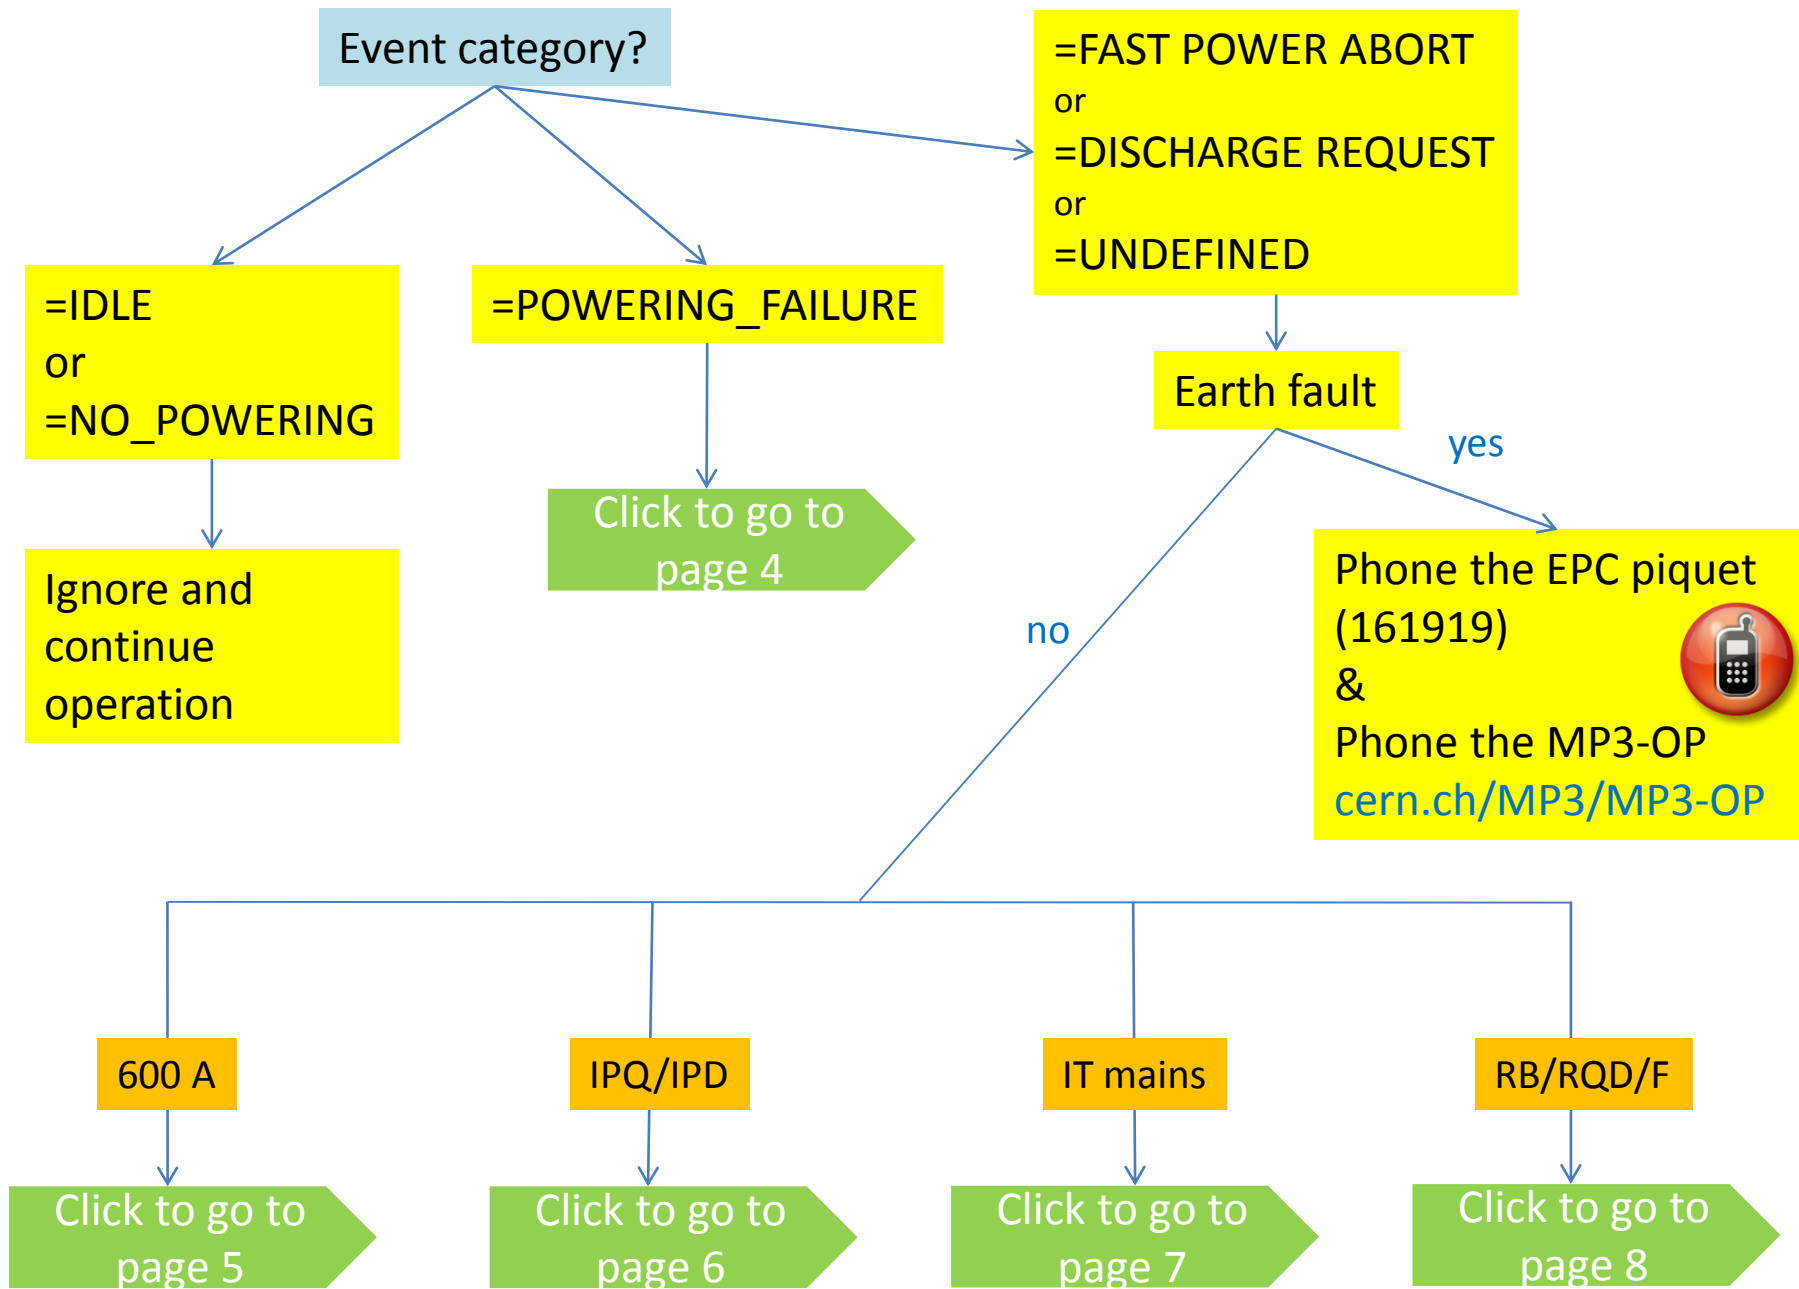 Event category?
=FAST POWER ABORT
or
=DISCHARGE REQUEST
or
=UNDEFINED
=IDLE
or
=NO_POWERING
=POWERING_FAILURE
Earth fault
yes
Click to go to
page 4
Ignore and
continue
operation
no
Phone the EPC piquet
(161919)
&
Phone the MP3-OP
cern.ch/MP3/MP3-OP
600 A
IPQ/IPD
IT mains
RB/RQD/F
Click to go to
page 5
Click to go to
page 6
Click to go to
page 7
Click to go to
page 8